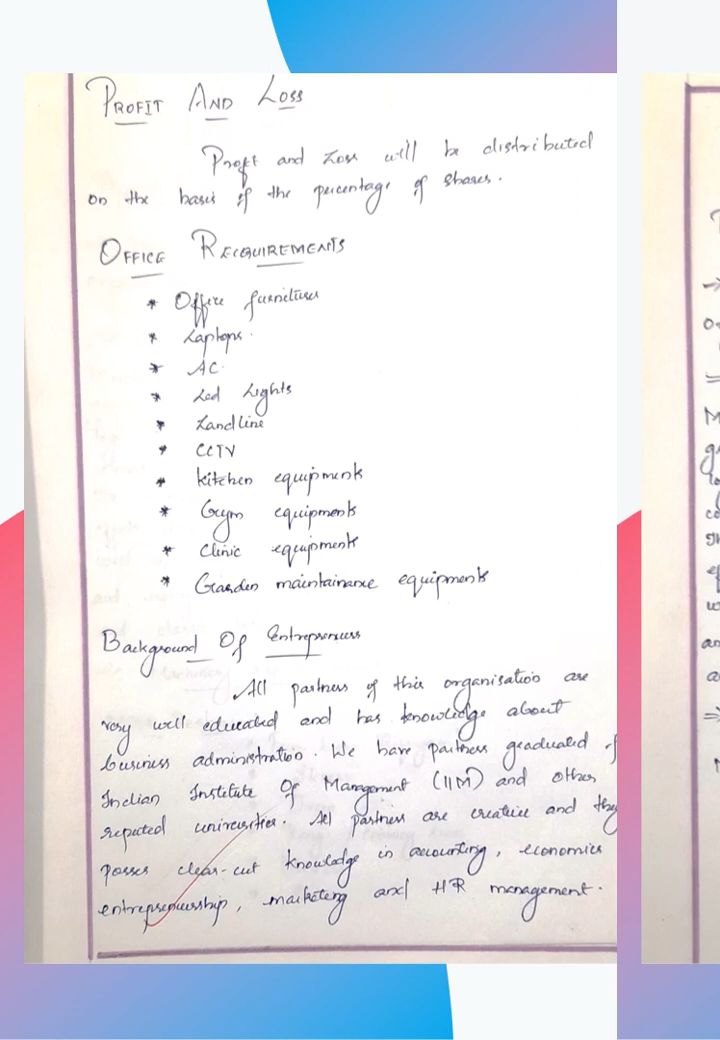 PROFIT AND LOSS
Profit and Loss will be distributed
on the basis of the percentage of shares.
OFFICE REQUIREMENTS
* Office furnitures
* Laptops.
* AC.
* Led Lights
* Landline
* CCTV
* kitchen equipments
* Gym equipments
* Clinic equipments
* Garden maintainance equipments
Background Of Entrepreneurs
All partners of this organisation are
very well educated and has knowledge about
business administration. We have partners graduated of
Indian Institute Of Management (IIM) and other
reputed universities. All partners are creative and they
posses clear-cut knowledge in accounting, economics
entrepreneurship, marketing and HR management.